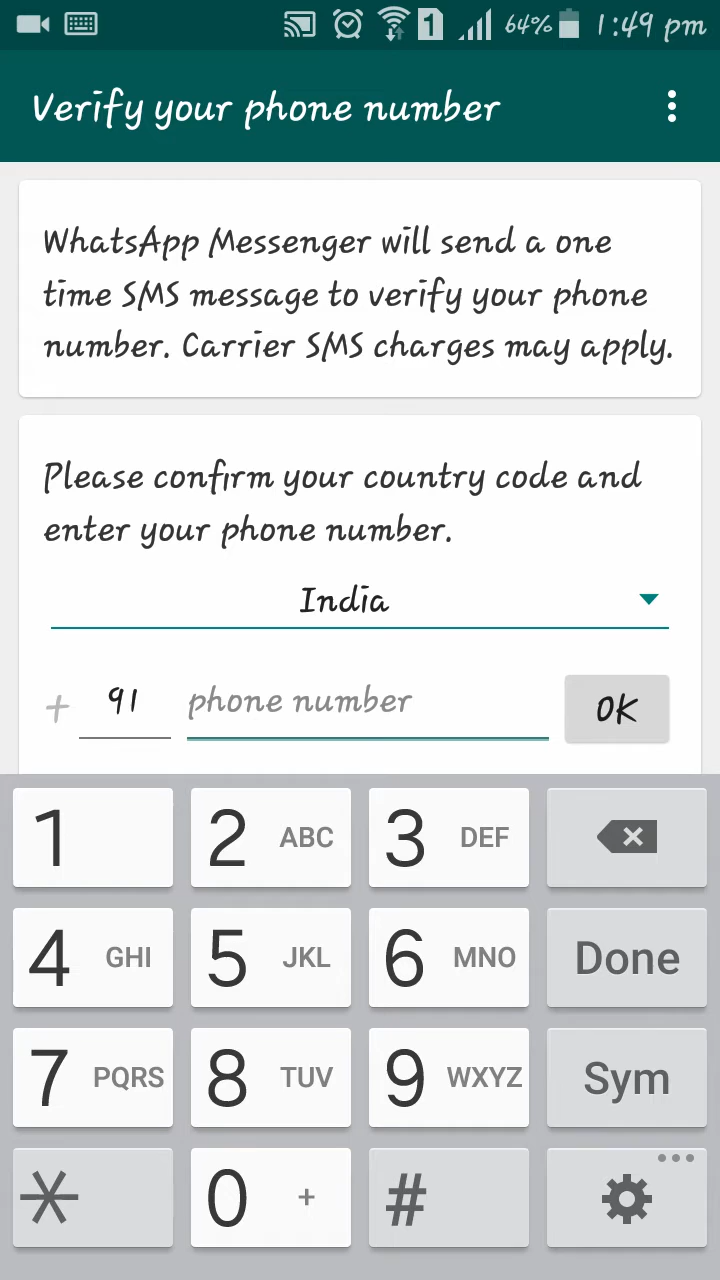 1 64% 1:49 pm
Verify your phone number
WhatsApp Messenger will send a one
time SMS message to verify your phone
number. Carrier SMS charges may apply.
Please confirm your country code and
enter your phone number.
India
+ 91 phone number OK
1 2 ABC 3 DEF
4 GHI 5 JKL 6 MNO Done
7 PQRS 8 TUV 9 WXYZ Sym
* 0 + #